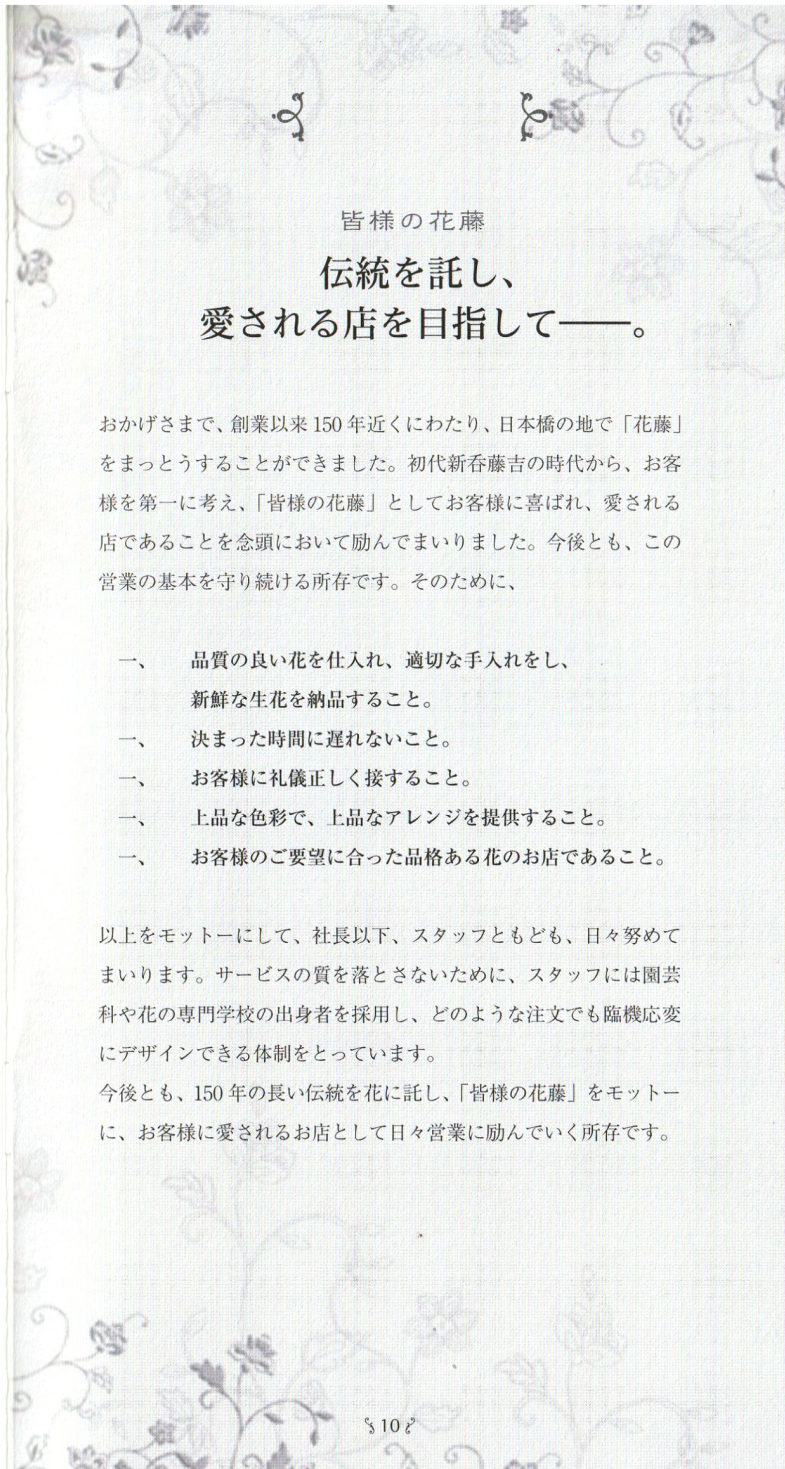 皆様の花藤
伝統を託し、
愛される店を目指して――。
おかげさまで、創業以来150年近くにわたり、日本橋の地で「花藤」
をまっとうすることができました。初代新呑藤吉の時代から、お客
様を第一に考え、「皆様の花藤」としてお客様に喜ばれ、愛される
店であることを念頭において励んでまいりました。今後とも、この
営業の基本を守り続ける所存です。そのために、
一、 品質の良い花を仕入れ、適切な手入れをし、
新鮮な生花を納品すること。
一、 決まった時間に遅れないこと。
一、 お客様に礼儀正しく接すること。
一、 上品な色彩で、上品なアレンジを提供すること。
一、 お客様のご要望に合った品格ある花のお店であること。
以上をモットーにして、社長以下、スタッフともども、日々努めて
まいります。サービスの質を落とさないために、スタッフには園芸
科や花の専門学校の出身者を採用し、どのような注文でも臨機応変
にデザインできる体制をとっています。
今後とも、150年の長い伝統を花に託し、「皆様の花藤」をモットー
に、お客様に愛されるお店として日々営業に励んでいく所存です。
10